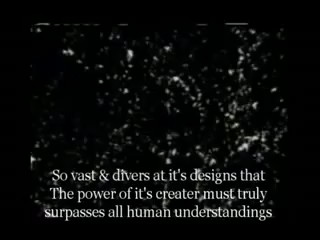 So vast & divers at it's designs that
The power of it's creater must truly
surpasses all human understandings